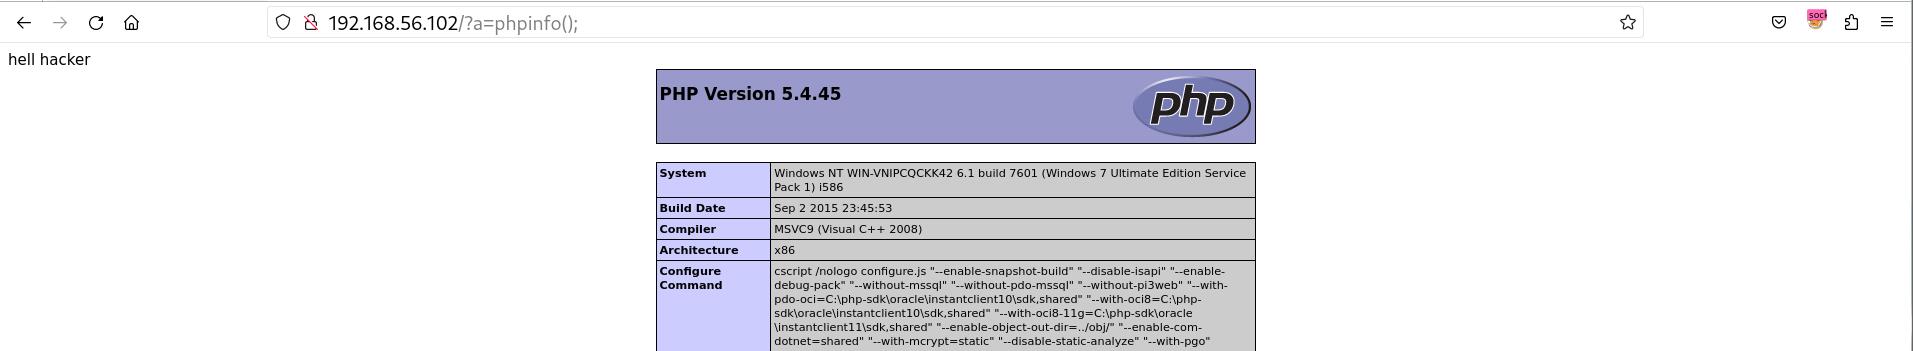 192.168.56.102/?a=phpinfo();
sock
hell hacker
PHP Version 5.4.45
php
System
Windows NT WIN-VNIPCQCKK42 6.1 build 7601 (Windows 7 Ultimate Edition Service
Pack 1) i586
Build Date
Sep 2 2015 23:45:53
Compiler
MSVC9 (Visual C++ 2008)
Architecture
x86
Configure
Command
cscript /nologo configure.js "--enable-snapshot-build" "--disable-isapi" "--enable-
debug-pack" "--without-mssql" "--without-pdo-mssql" "--without-pi3web" "--with-
pdo-oci=C:\php-sdk\oracle\instantclient10\sdk,shared" "--with-oci8=C:\php-
sdk\oracle\instantclient10\sdk,shared" "--with-oci8-11g=C:\php-sdk\oracle
\instantclient11\sdk,shared" "--enable-object-out-dir=../obj/" "--enable-com-
dotnet=shared" "--with-mcrypt=static" "--disable-static-analyze" "--with-pgo"